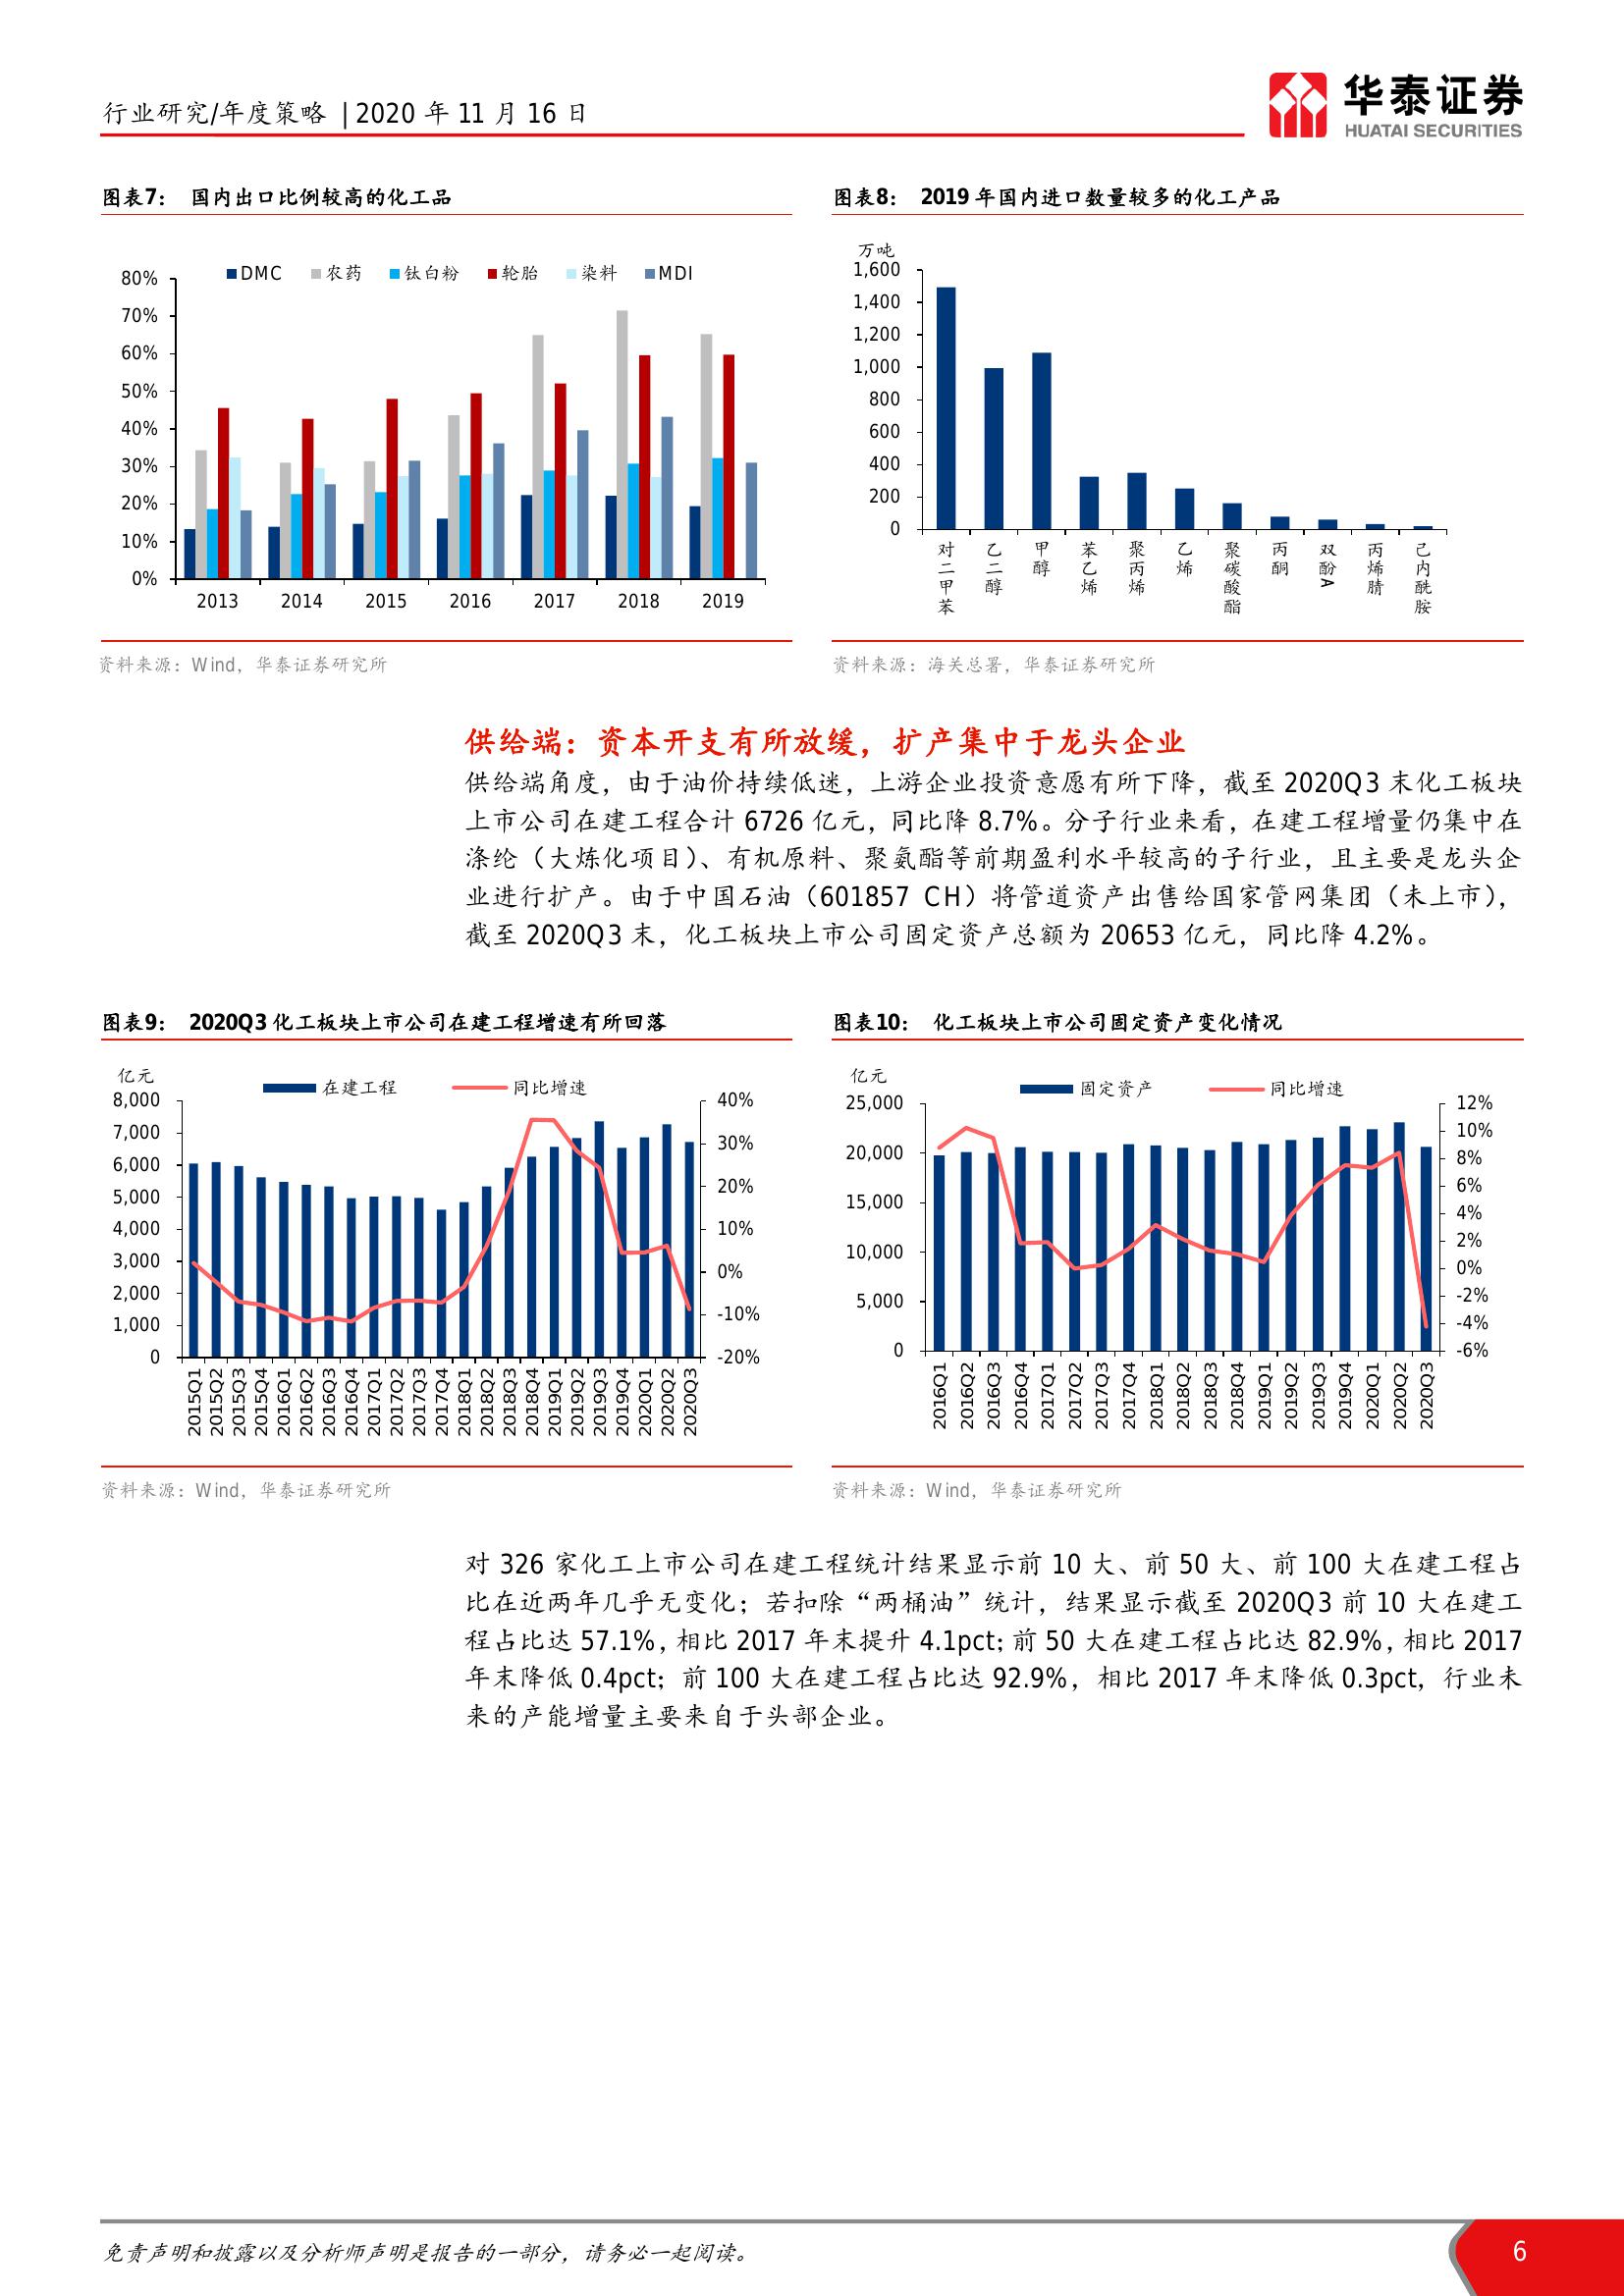 行业研究/年度策略 | 2020 年 11 月 16 日
华泰证券
HUATAI SECURITIES
图表7： 国内出口比例较高的化工品
80%
70%
60%
50%
40%
30%
20%
10%
0%
DMC 农药 钛白粉 轮胎 染料 MDI
2013 2014 2015 2016 2017 2018 2019
资料来源：Wind，华泰证券研究所
图表8： 2019 年国内进口数量较多的化工产品
万吨
1,600
1,400
1,200
1,000
800
600
400
200
0
对二甲苯 乙二醇 甲醇 苯乙烯 聚丙烯 乙烯 聚碳酸酯 丙酮 双酚A 丙烯腈 己内酰胺
资料来源：海关总署，华泰证券研究所
供给端：资本开支有所放缓，扩产集中于龙头企业
供给端角度，由于油价持续低迷，上游企业投资意愿有所下降，截至 2020Q3 末化工板块
上市公司在建工程合计 6726 亿元，同比降 8.7%。分子行业来看，在建工程增量仍集中在
涤纶（大炼化项目）、有机原料、聚氨酯等前期盈利水平较高的子行业，且主要是龙头企
业进行扩产。由于中国石油（601857 CH）将管道资产出售给国家管网集团（未上市），
截至 2020Q3 末，化工板块上市公司固定资产总额为 20653 亿元，同比降 4.2%。
图表9： 2020Q3 化工板块上市公司在建工程增速有所回落
亿元
在建工程 同比增速
8,000
7,000
6,000
5,000
4,000
3,000
2,000
1,000
0
40%
30%
20%
10%
0%
-10%
-20%
2015Q1 2015Q2 2015Q3 2015Q4 2016Q1 2016Q2 2016Q3 2016Q4 2017Q1 2017Q2 2017Q3 2017Q4 2018Q1 2018Q2 2018Q3 2018Q4 2019Q1 2019Q2 2019Q3 2019Q4 2020Q1 2020Q2 2020Q3
资料来源：Wind，华泰证券研究所
图表10： 化工板块上市公司固定资产变化情况
亿元
固定资产 同比增速
25,000
20,000
15,000
10,000
5,000
0
12%
10%
8%
6%
4%
2%
0%
-2%
-4%
-6%
2016Q1 2016Q2 2016Q3 2016Q4 2017Q1 2017Q2 2017Q3 2017Q4 2018Q1 2018Q2 2018Q3 2018Q4 2019Q1 2019Q2 2019Q3 2019Q4 2020Q1 2020Q2 2020Q3
资料来源：Wind，华泰证券研究所
对 326 家化工上市公司在建工程统计结果显示前 10 大、前 50 大、前 100 大在建工程占
比在近两年几乎无变化；若扣除“两桶油”统计，结果显示截至 2020Q3 前 10 大在建工
程占比达 57.1%，相比 2017 年末提升 4.1pct；前 50 大在建工程占比达 82.9%，相比 2017
年末降低 0.4pct；前 100 大在建工程占比达 92.9%，相比 2017 年末降低 0.3pct，行业未
来的产能增量主要来自于头部企业。
免责声明和披露以及分析师声明是报告的一部分，请务必一起阅读。
6